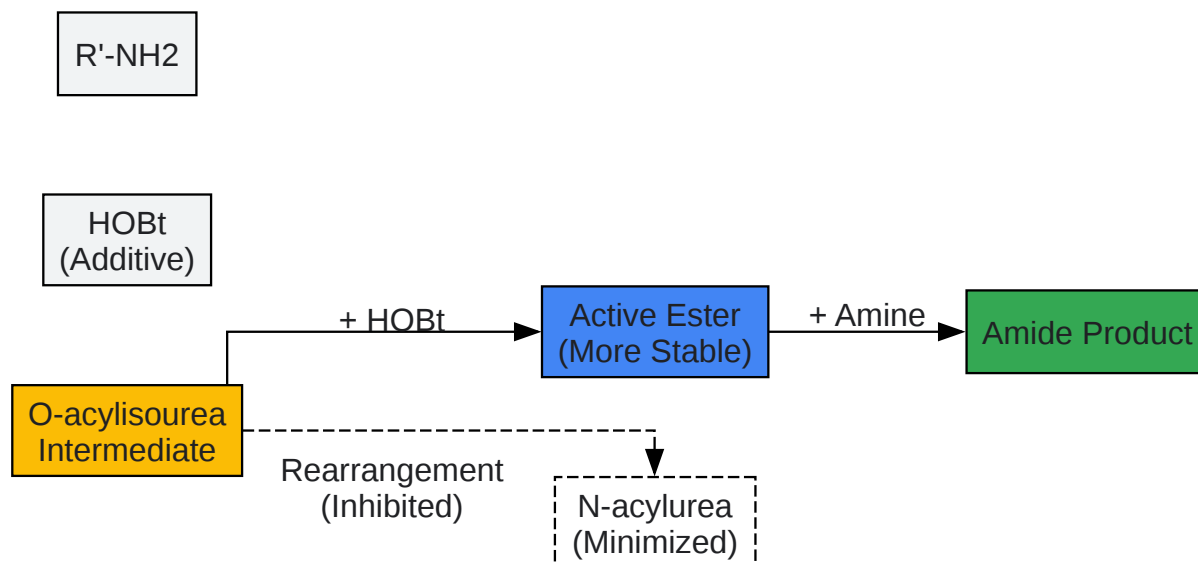 R'-NH2
HOBt
(Additive)
+ HOBt
Active Ester
(More Stable)
+ Amine
Amide Product
O-acylisourea
Intermediate
Rearrangement
(Inhibited)
N-acylurea
(Minimized)